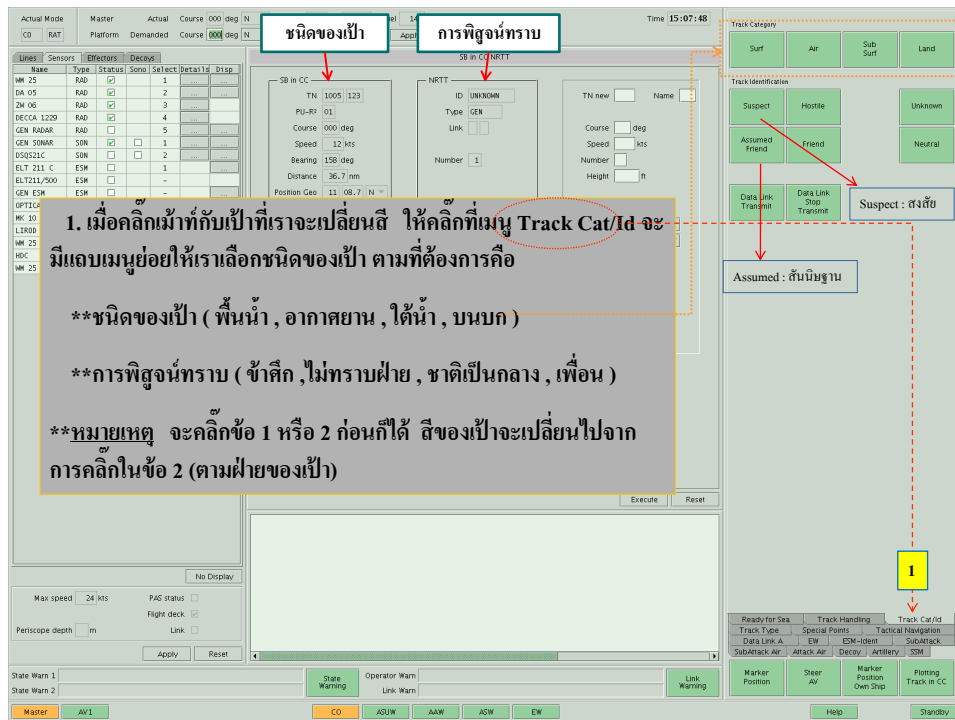 Actual Mode Master Actual Course 000 deg N
CO RAT Platform Demanded Course 000 deg N
14
Time 15:07:48
ชนิดของเป้า
การพิสูจน์ทราบ
Lines Sensors Effectors Decoys
Name Type Status Sono Select Details Disp
WM 25 RAD 1 ... ...
DA 05 RAD 2 ... ...
ZW 06 RAD 3 ...
DECCA 1229 RAD 4 ...
GEN RADAR RAD 5 ... ...
GEN SONAR SON 1 ... ...
DSQS21C SON 2 ... ...
ELT 211 C ESM 1 ...
ELT211/500 ESM -
GEN ESM ESM - ...
OPTICA
MK 10
LIROD
WM 25
HDC
WM 25
SB in CC NRTT
SB in CC
TN 1005 123
PU-R² 01
Course 000 deg
Speed 12 kts
Bearing 158 deg
Distance 36.7 nm
Position Geo 11 08.7 N
NRTT
ID UNKNOWN
Type GEN
Link
Number 1
TN new Name
Course deg
Speed kts
Number
Height ft
Track Category
Surf Air Sub Surf Land
Track Identification
Suspect Hostile Unknown
Assumed Friend Friend Neutral
Data Link Transmit Data Link Stop Transmit
Suspect : สงสัย
Assumed : สันนิษฐาน
1. เมื่อคลิ๊กเม้าท์กับเป้าที่เราจะเปลี่ยนสี ให้คลิ๊กที่เมนู Track Cat/Id จะ
มีแถบเมนูย่อยให้เราเลือกชนิดของเป้า ตามที่ต้องการคือ
**ชนิดของเป้า ( พื้นน้ำ , อากาศยาน , ใต้น้ำ , บนบก )
**การพิสูจน์ทราบ ( ข้าศึก ,ไม่ทราบฝ่าย , ชาติเป็นกลาง , เพื่อน )
**หมายเหตุ จะคลิ๊กข้อ 1 หรือ 2 ก่อนก็ได้ สีของเป้าจะเปลี่ยนไปจาก
การคลิ๊กในข้อ 2 (ตามฝ่ายของเป้า)
Execute Reset
1
No Display
Max speed 24 kts PAS status
Flight deck
Periscope depth m Link
Apply Reset
Ready for Sea Track Handling Track Cat/Id
Track Type Special Points Tactical Navigation
Data Link A EW ESM-Ident SubAttack
SubAttack Air Attack Air Decoy Artillery SSM
Marker Position Steer AV Marker Position Own Ship Plotting Track in CC
State Warn 1 State Warning Operator Warn Link Warning
State Warn 2 Link Warn
Master AV1 CO ASUW AAW ASW EW Help Standby